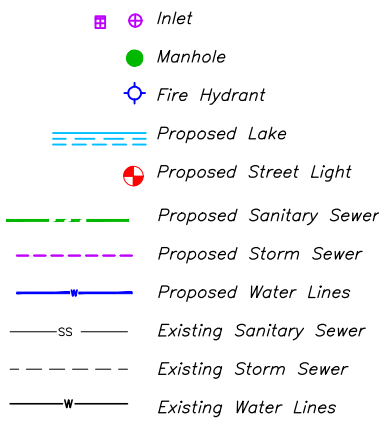 Inlet
Manhole
Fire Hydrant
Proposed Lake
Proposed Street Light
Proposed Sanitary Sewer
Proposed Storm Sewer
W Proposed Water Lines
SS Existing Sanitary Sewer
Existing Storm Sewer
W Existing Water Lines